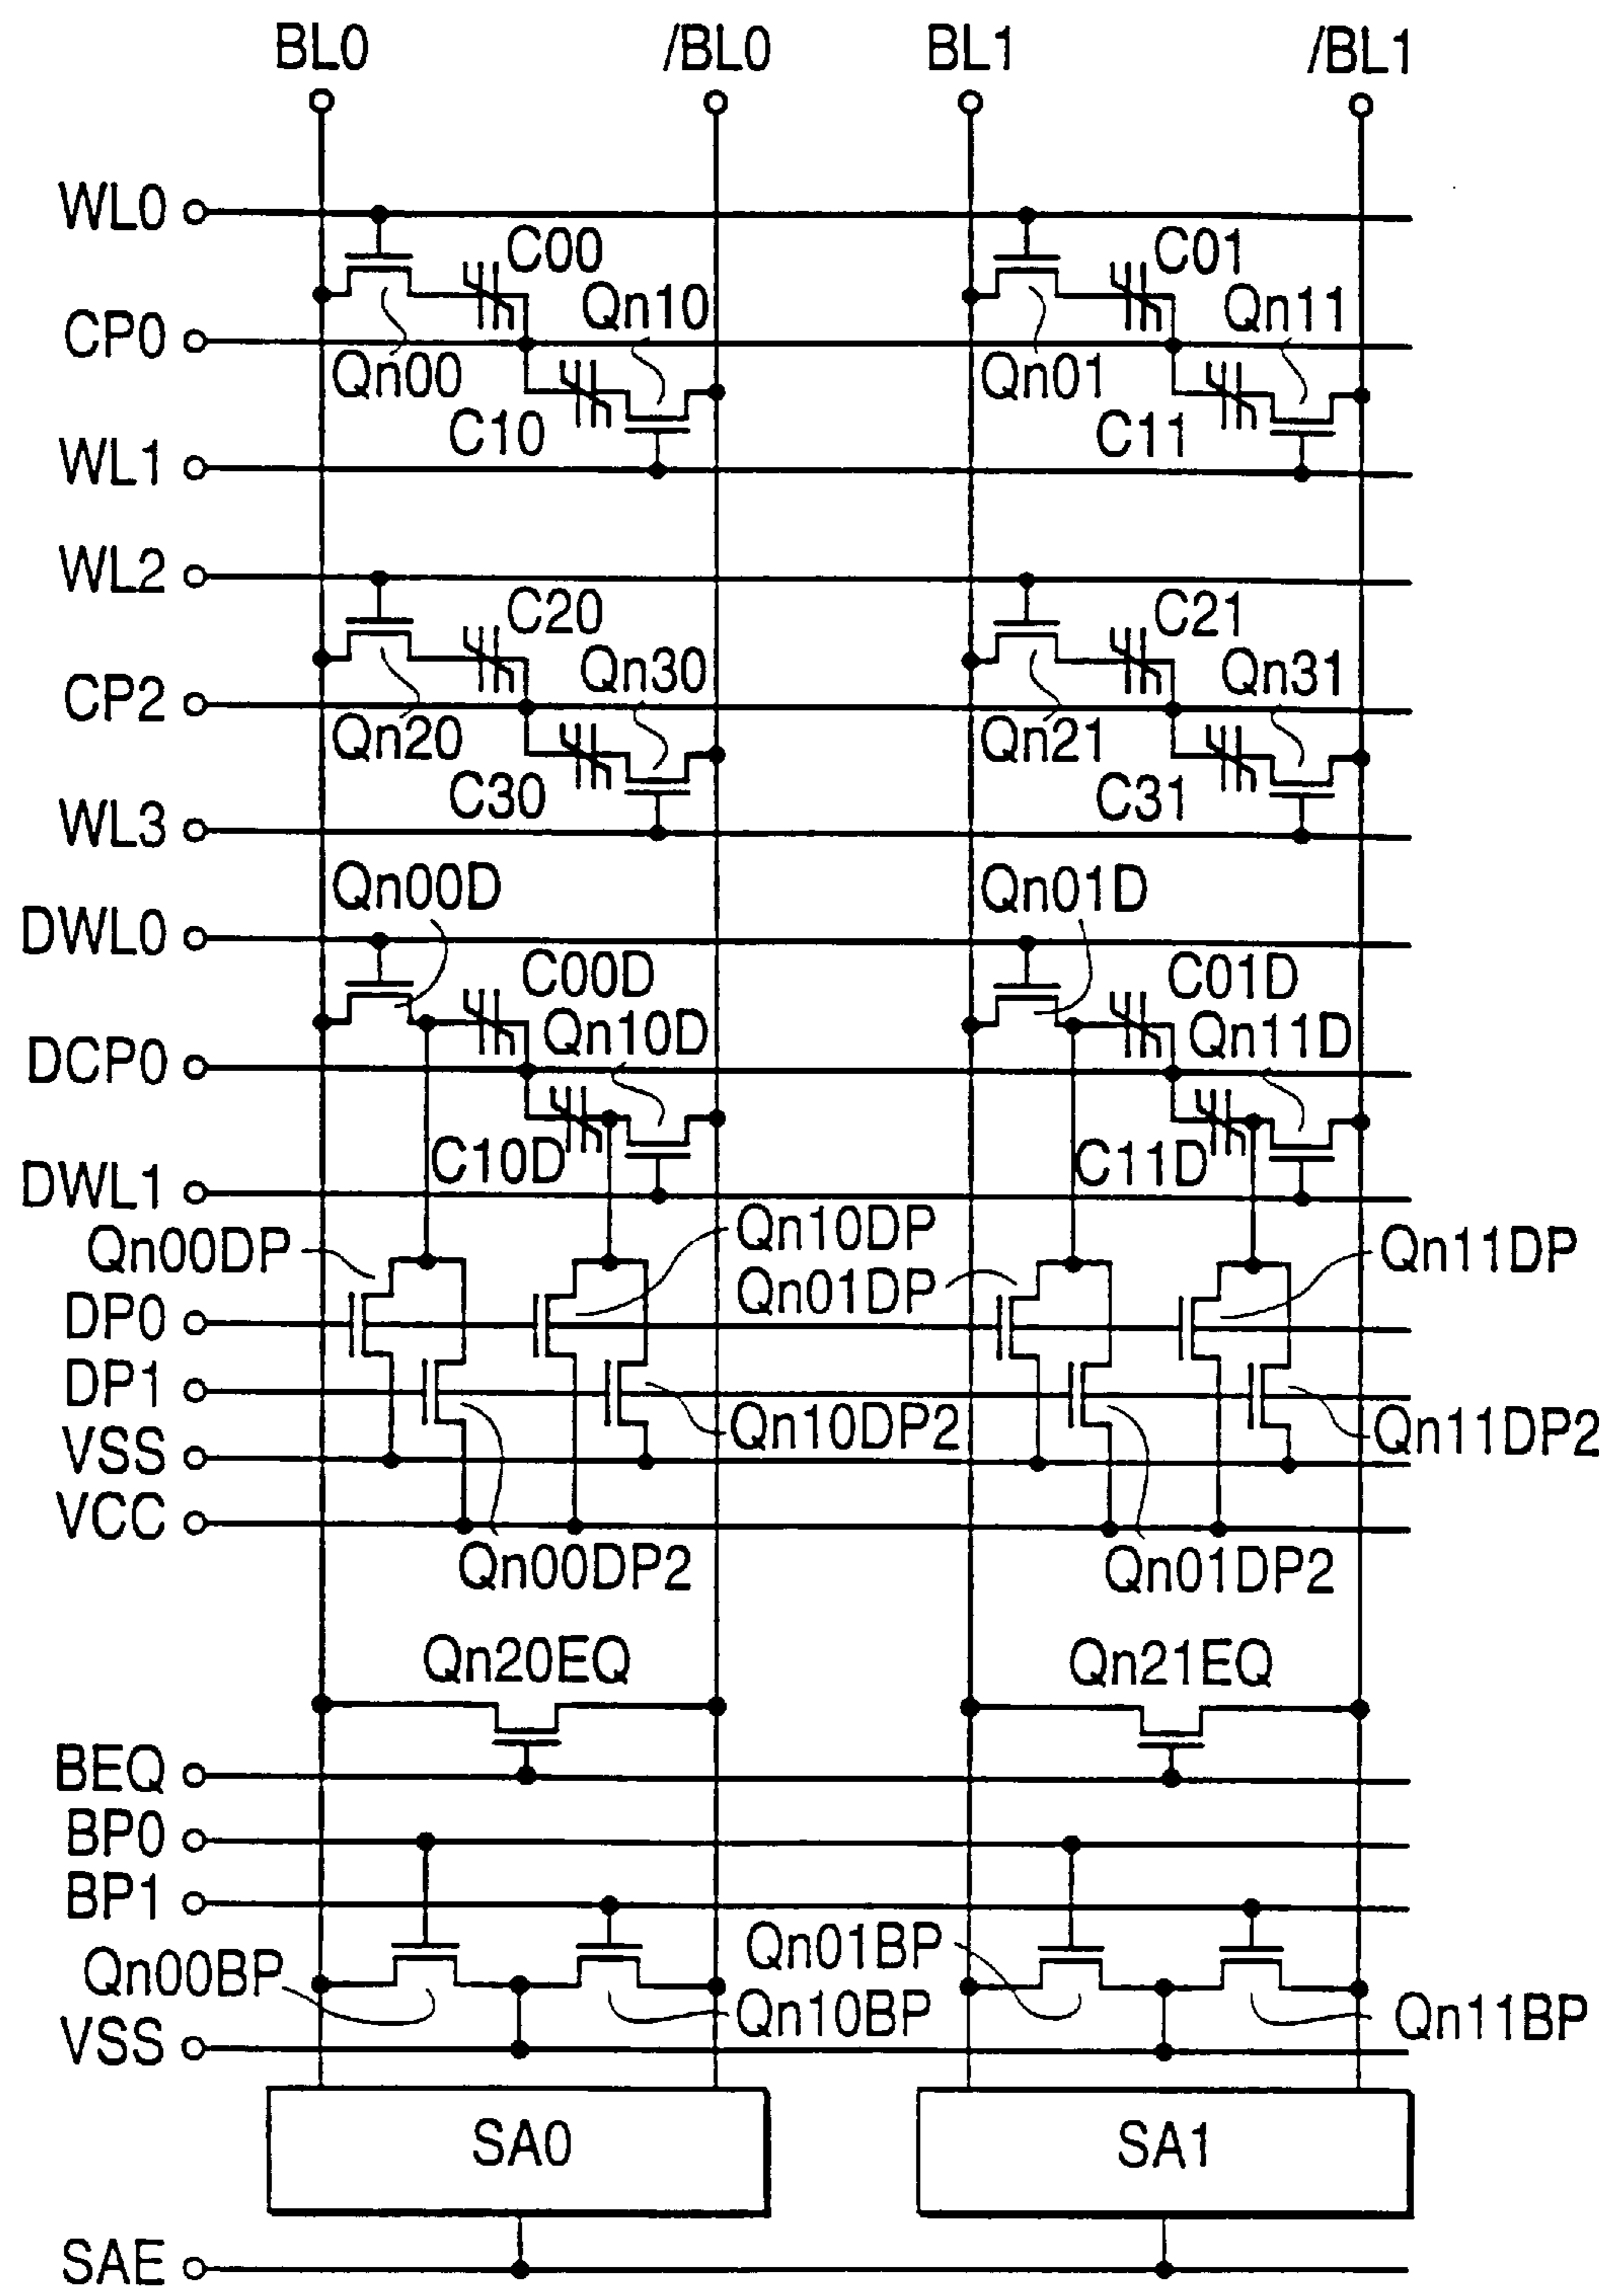 BL0 /BL0 BL1 /BL1
WL0
C00 C01
Qn10 Qn11
CP0
Qn00 Qn01
C10 C11
WL1
WL2
C20 C21
Qn30 Qn31
CP2
Qn20 Qn21
C30 C31
WL3
Qn00D Qn01D
DWL0
C00D C01D
Qn10D Qn11D
DCP0
C10D C11D
DWL1
Qn10DP
Qn00DP Qn11DP
Qn01DP
DP0
DP1
Qn10DP2 Qn11DP2
VSS
VCC
Qn00DP2 Qn01DP2
Qn20EQ Qn21EQ
BEQ
BP0
BP1
Qn01BP
Qn00BP
Qn10BP Qn11BP
VSS
SA0 SA1
SAE